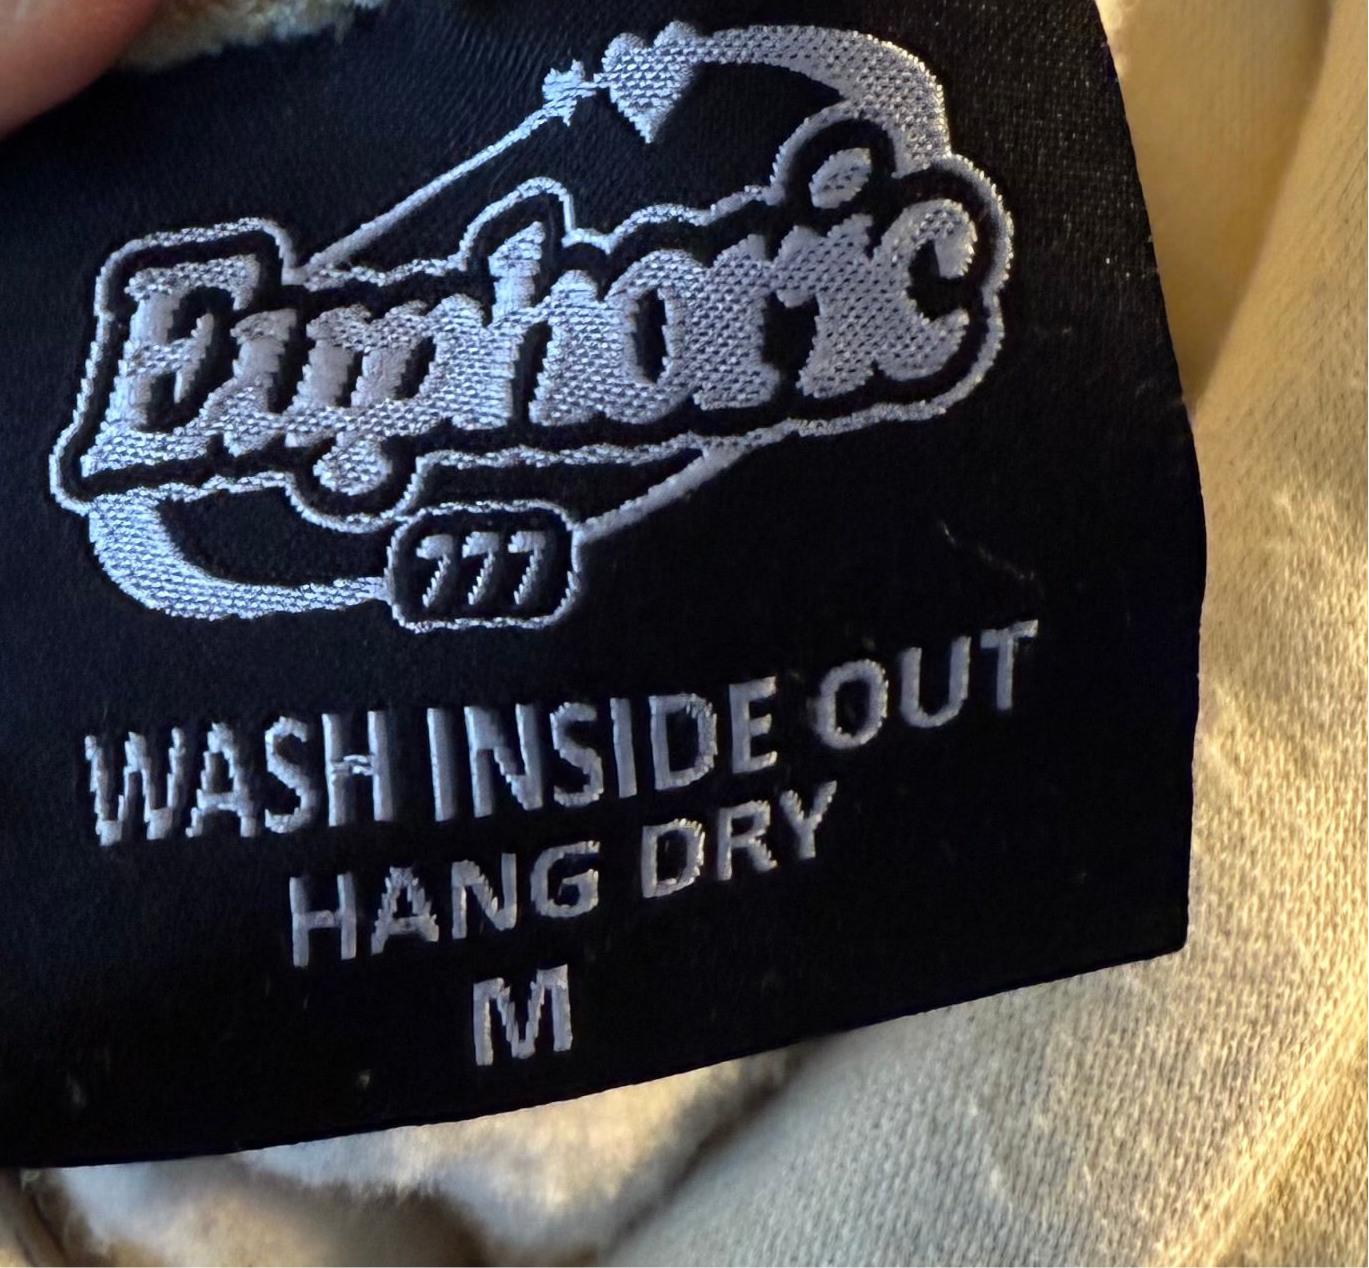 Euphoric
777
WASH INSIDE OUT
HANG DRY
M